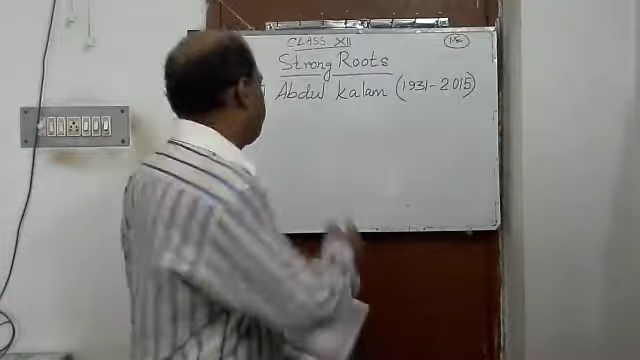 CLASS XII
Strong Roots
Abdul Kalam (1931-2015)